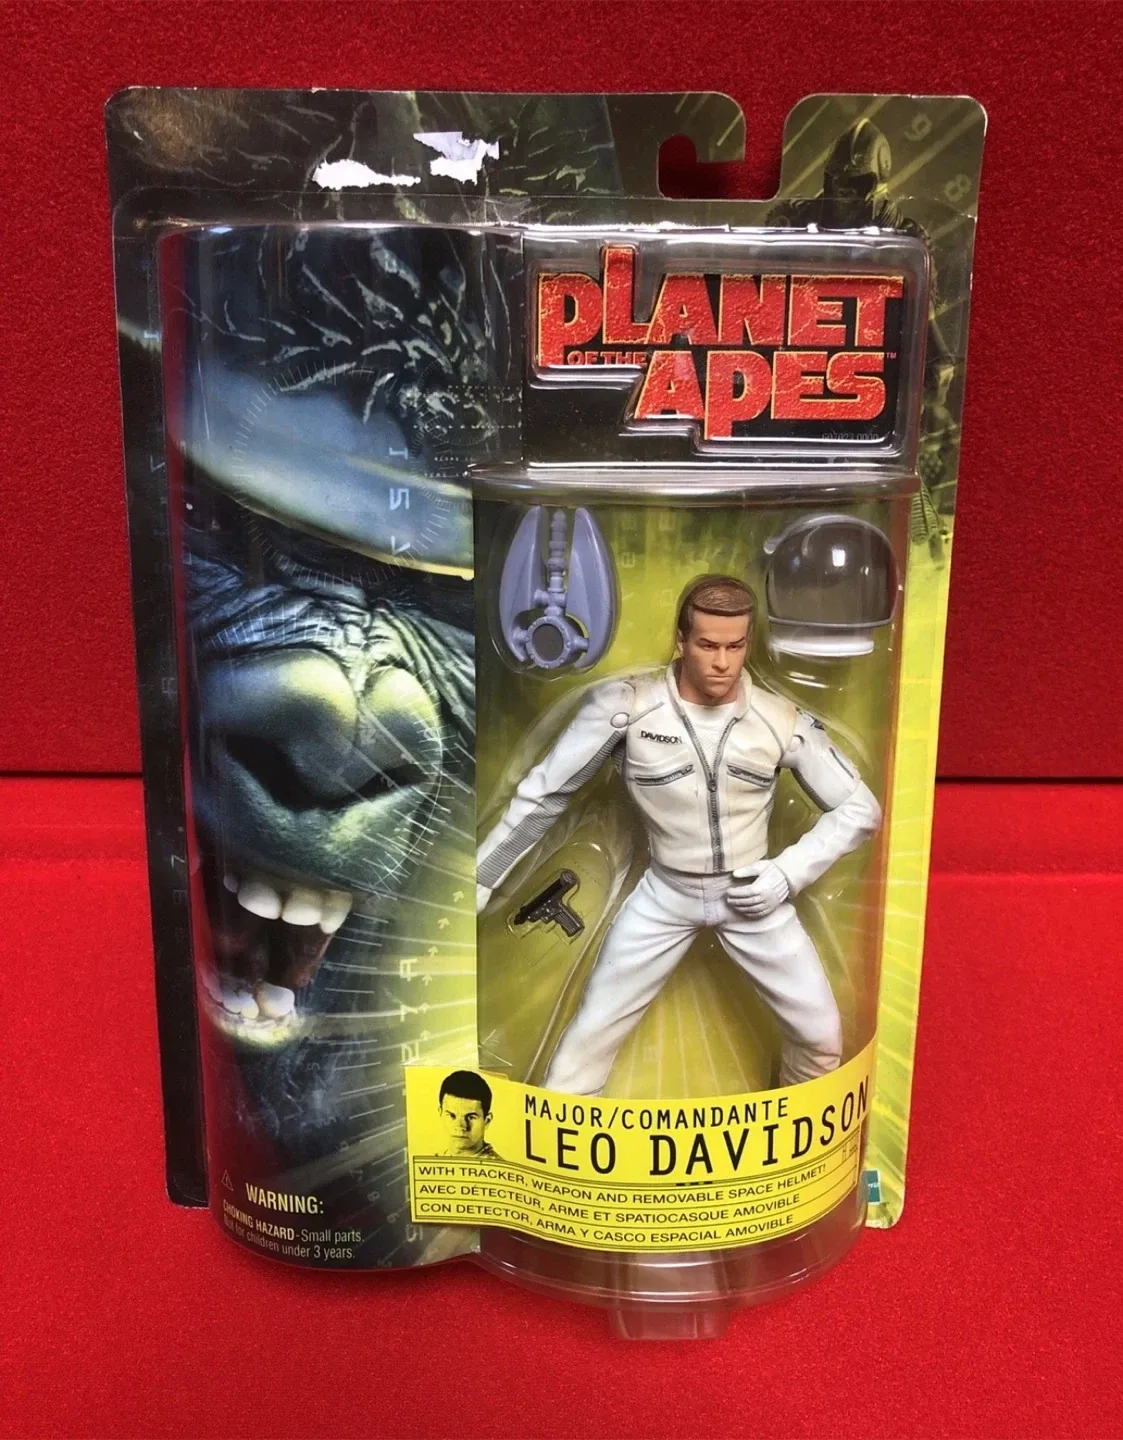 PLANET
OF THE
APES™
DAVIDSON
MAJOR/COMANDANTE
LEO DAVIDSON
WITH TRACKER, WEAPON AND REMOVABLE SPACE HELMET!
AVEC DÉTECTEUR, ARME ET SPATIOCASQUE AMOVIBLE
CON DETECTOR, ARMA Y CASCO ESPACIAL AMOVIBLE
WARNING:
CHOKING HAZARD-Small parts.
Not for children under 3 years.